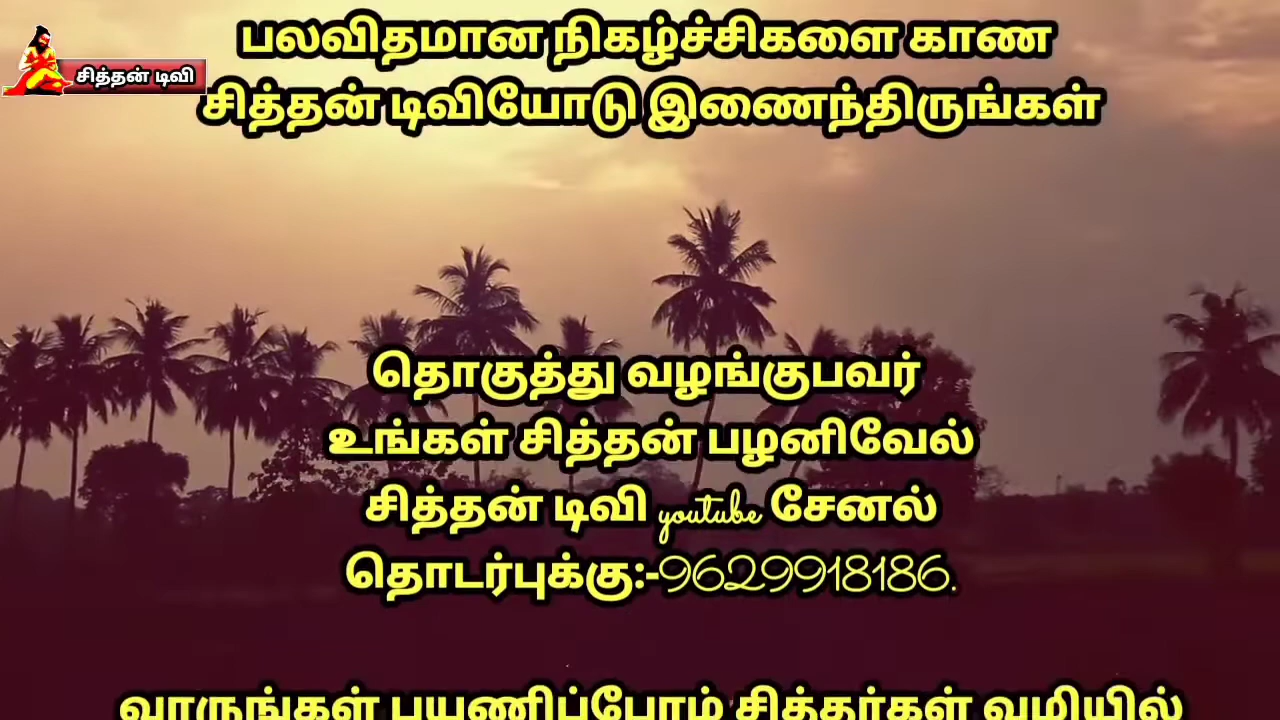 சித்தன் டிவி
பலவிதமான நிகழ்ச்சிகளை காண
சித்தன் டிவியோடு இணைந்திருங்கள்
தொகுத்து வழங்குபவர்
உங்கள் சித்தன் பழனிவேல்
சித்தன் டிவி youtube சேனல்
தொடர்புக்கு:-9629918186.
வாருங்கள் பயணிப்போம் சித்தர்கள் வழியில்